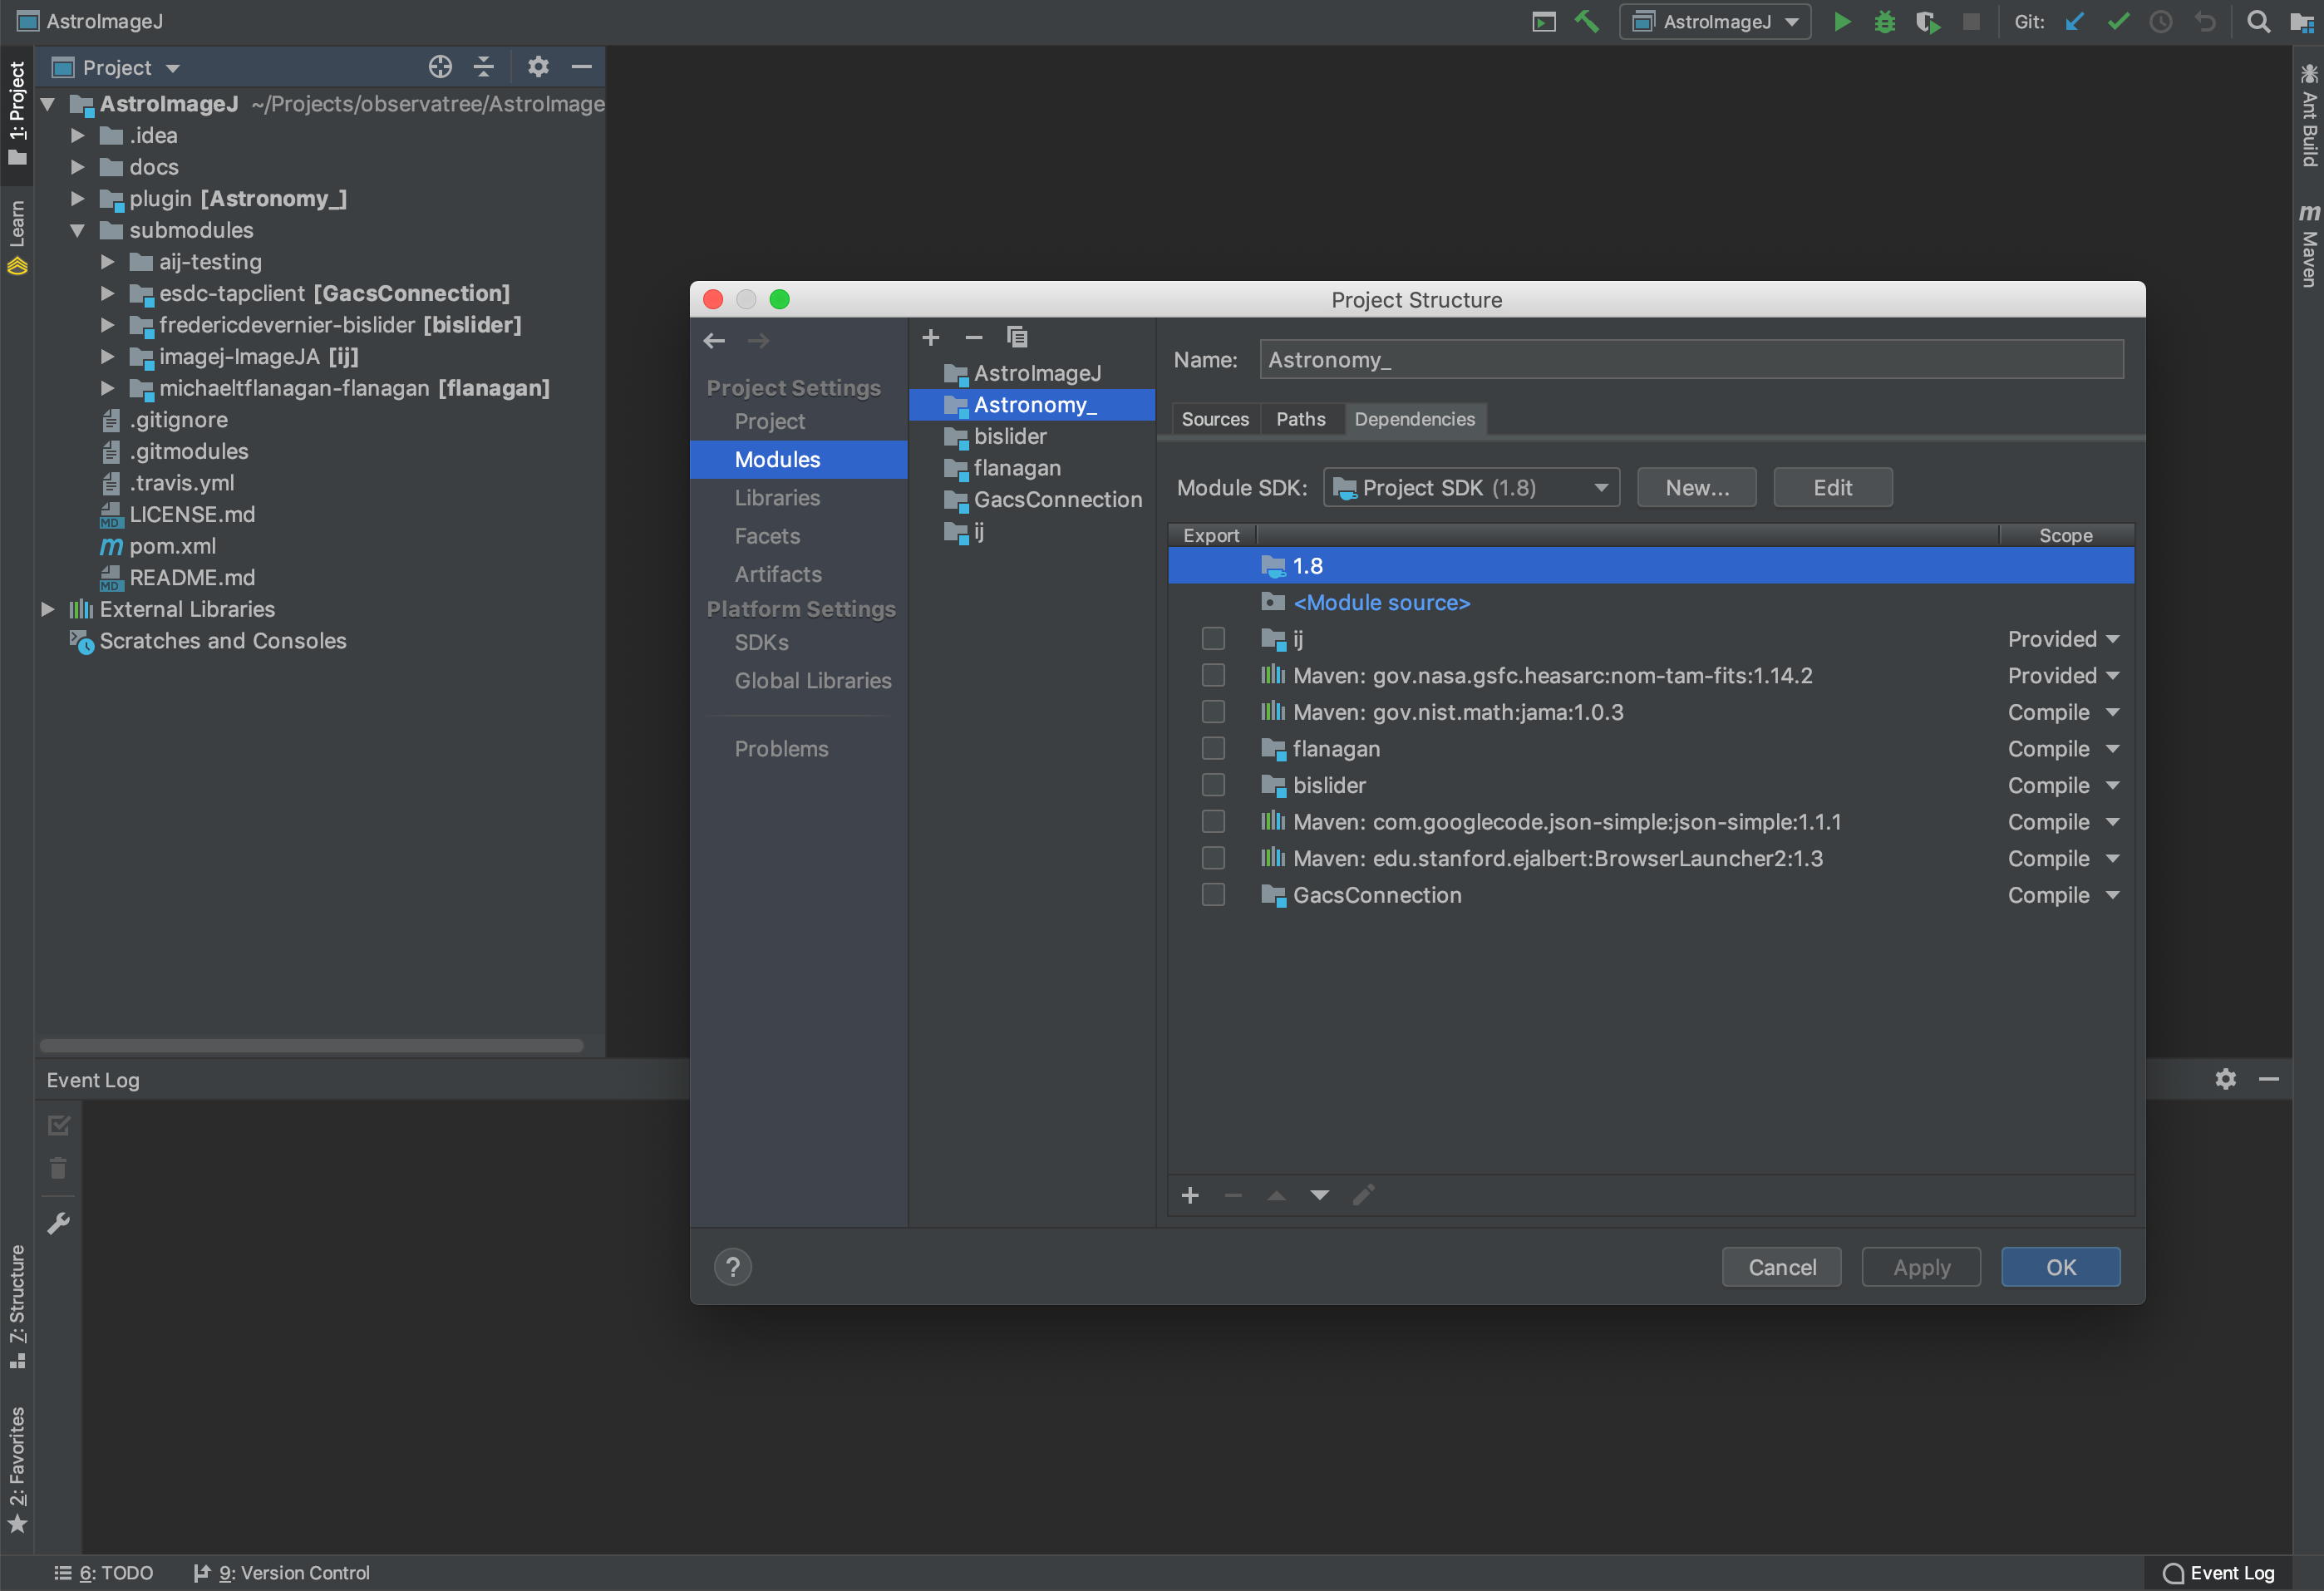 AstroImageJ
AstroImageJ
Git:
1: Project
Learn
7: Structure
2: Favorites
Project
AstroImageJ ~/Projects/observatree/AstroImage
.idea
docs
plugin [Astronomy_]
submodules
aij-testing
esdc-tapclient [GacsConnection]
fredericdevernier-bislider [bislider]
imagej-ImageJA [ij]
michaeltflanagan-flanagan [flanagan]
.gitignore
.gitmodules
.travis.yml
MD LICENSE.md
m pom.xml
MD README.md
External Libraries
Scratches and Consoles
Project Structure
Project Settings
Project
Modules
Libraries
Facets
Artifacts
Platform Settings
SDKs
Global Libraries
Problems
AstroImageJ
Astronomy_
bislider
flanagan
GacsConnection
ij
Name: Astronomy_
Sources Paths Dependencies
Module SDK: Project SDK (1.8) New... Edit
Export Scope
1.8
<Module source>
ij Provided
Maven: gov.nasa.gsfc.heasarc:nom-tam-fits:1.14.2 Provided
Maven: gov.nist.math:jama:1.0.3 Compile
flanagan Compile
bislider Compile
Maven: com.googlecode.json-simple:json-simple:1.1.1 Compile
Maven: edu.stanford.ejalbert:BrowserLauncher2:1.3 Compile
GacsConnection Compile
? Cancel Apply OK
Ant Build
m Maven
Event Log
6: TODO 9: Version Control Event Log